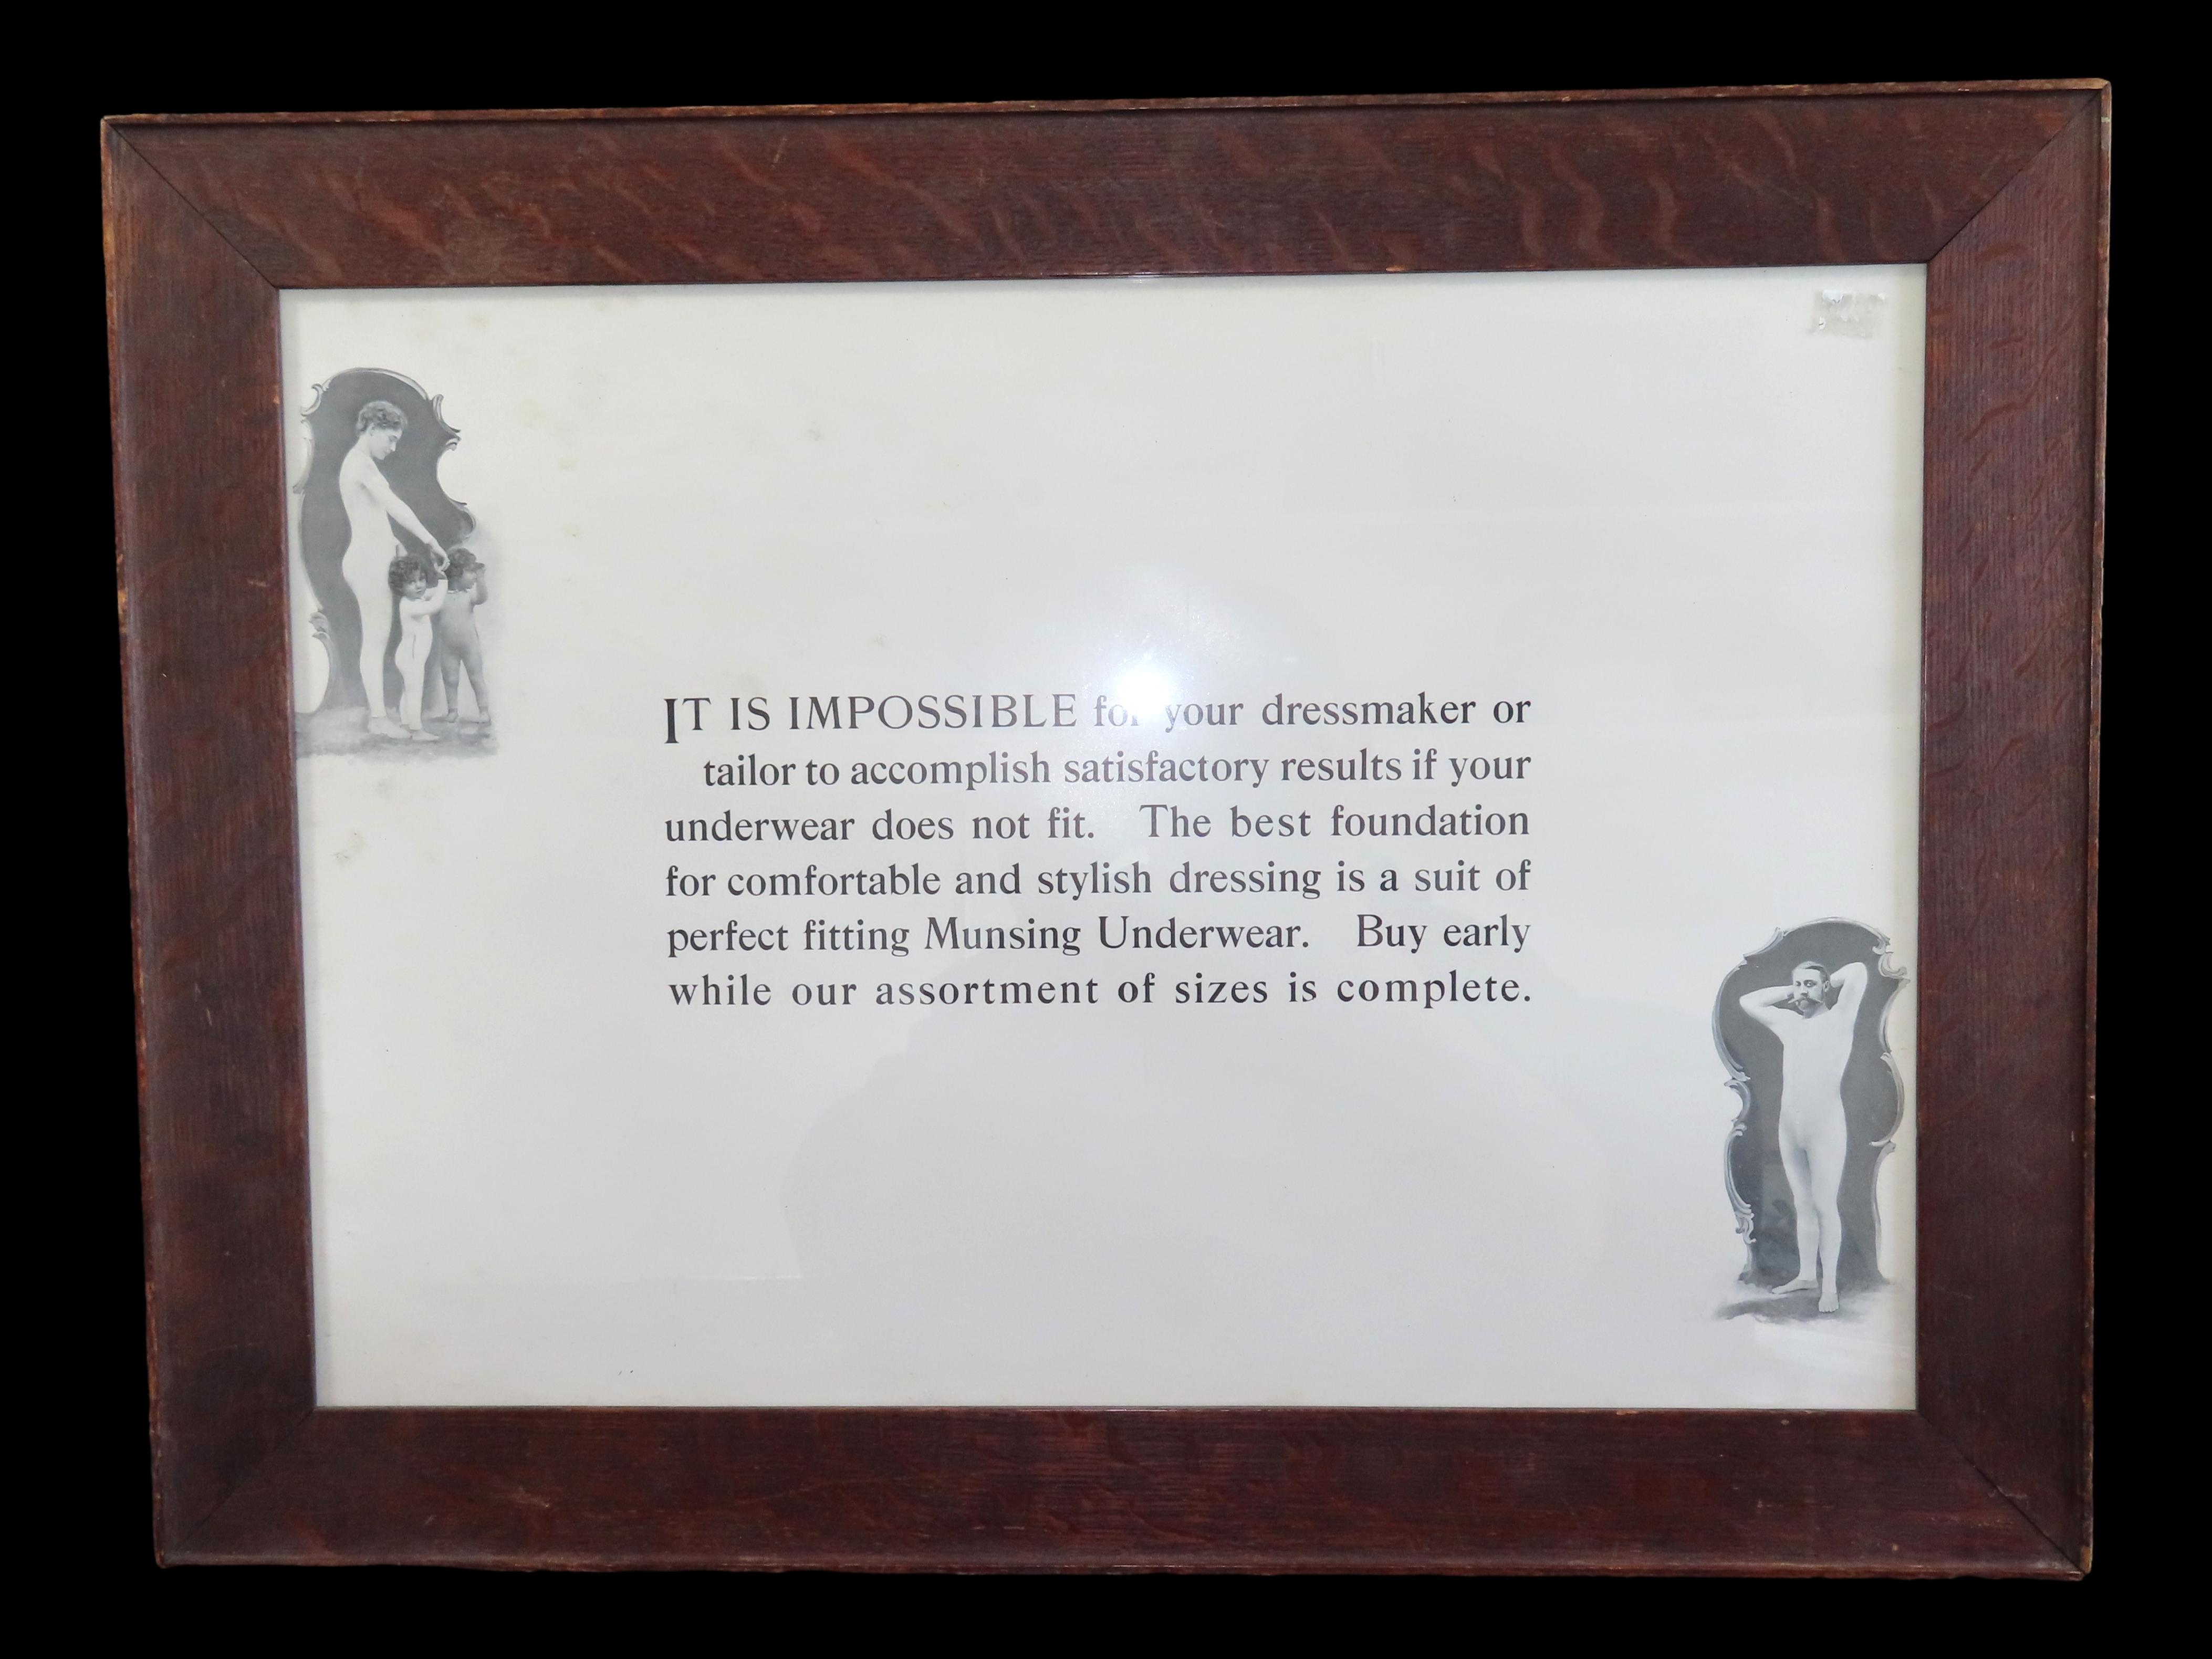 IT IS IMPOSSIBLE for your dressmaker or
tailor to accomplish satisfactory results if your
underwear does not fit. The best foundation
for comfortable and stylish dressing is a suit of
perfect fitting Munsing Underwear. Buy early
while our assortment of sizes is complete.